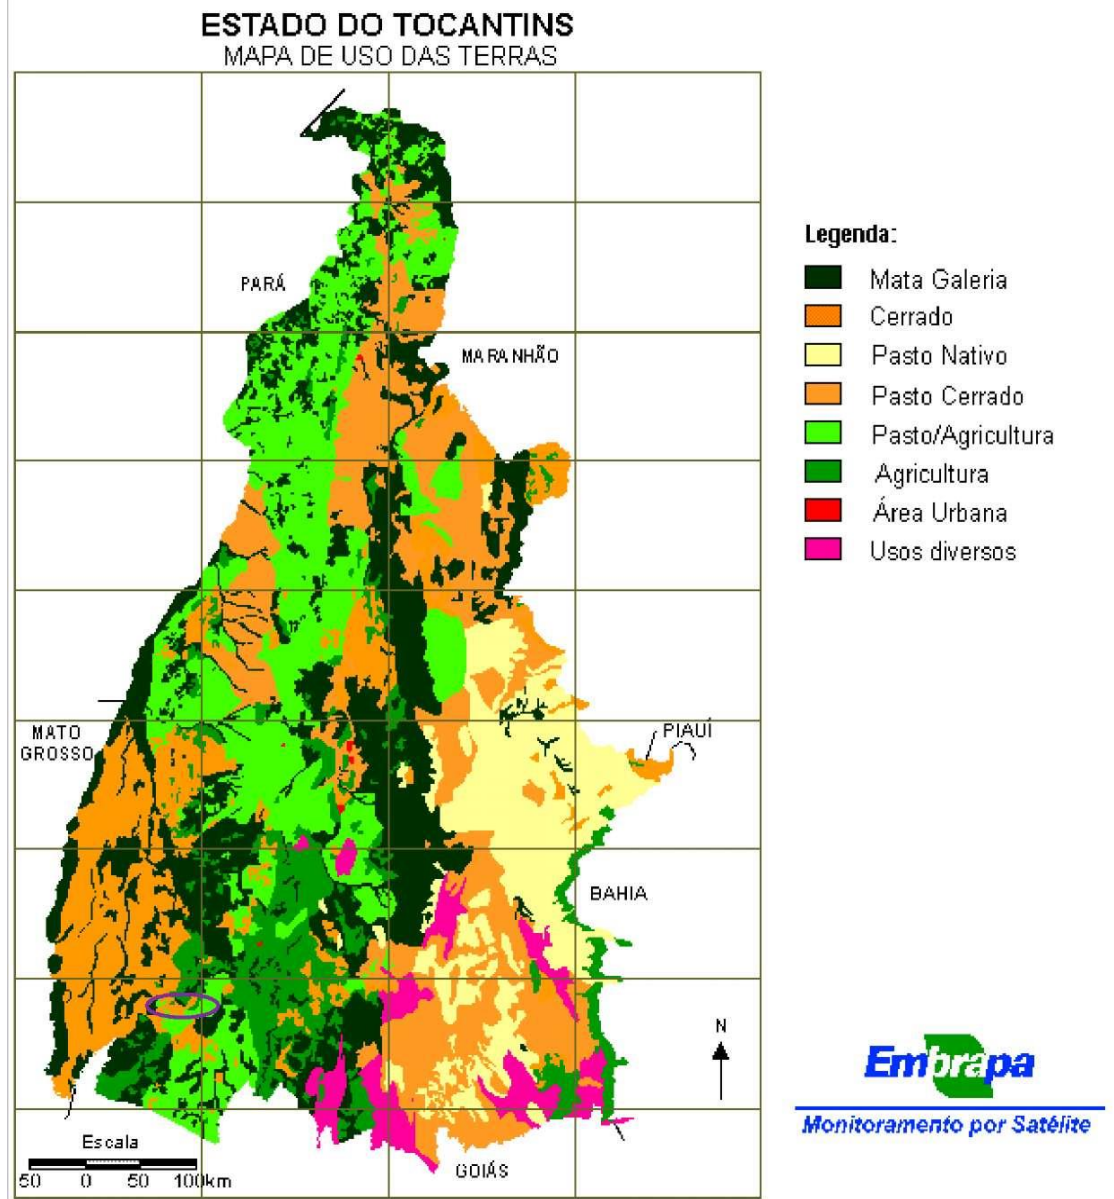 ESTADO DO TOCANTINS
MAPA DE USO DAS TERRAS
PARÁ
MARANHÃO
MATO
GROSSO
PIAUÍ
BAHIA
GOIÁS
N
Escala
50 0 50 100km
Legenda:
Mata Galeria
Cerrado
Pasto Nativo
Pasto Cerrado
Pasto/Agricultura
Agricultura
Área Urbana
Usos diversos
Embrapa
Monitoramento por Satélite